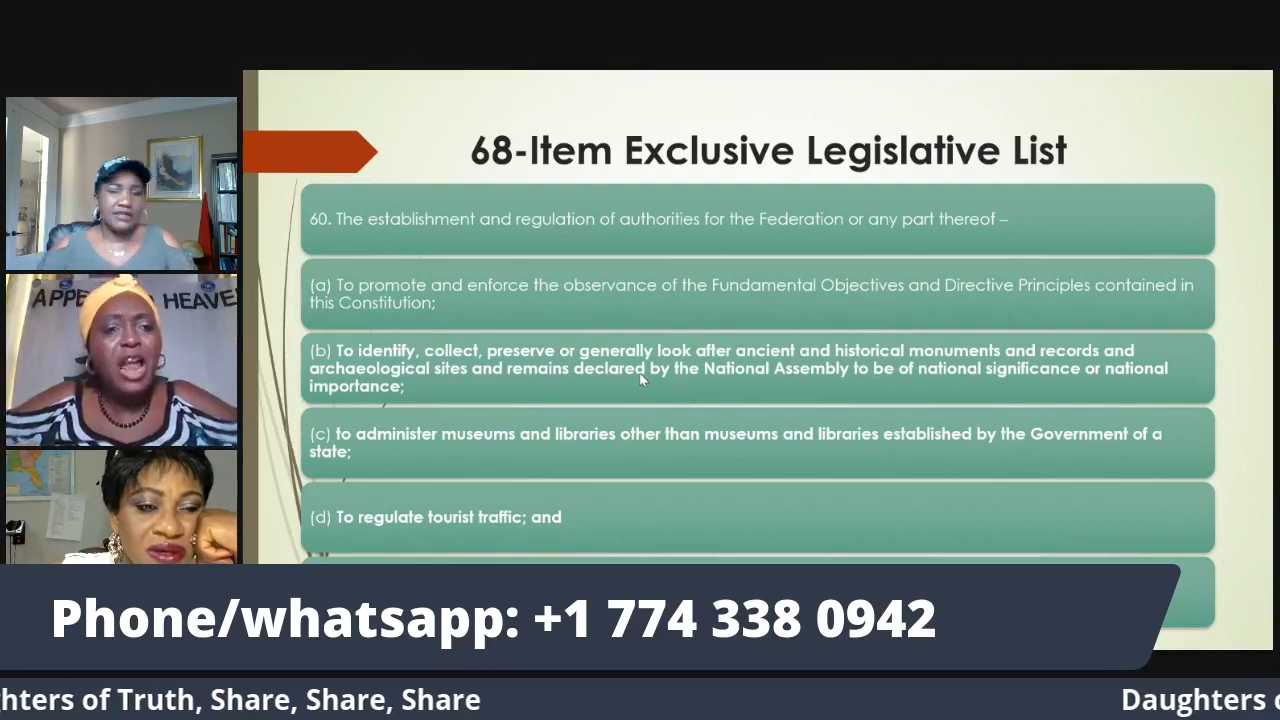 68-Item Exclusive Legislative List
60. The establishment and regulation of authorities for the Federation or any part thereof –
(a) To promote and enforce the observance of the Fundamental Objectives and Directive Principles contained in
this Constitution;
(b) To identify, collect, preserve or generally look after ancient and historical monuments and records and
archaeological sites and remains declared by the National Assembly to be of national significance or national
importance;
(c) to administer museums and libraries other than museums and libraries established by the Government of a
state;
(d) To regulate tourist traffic; and
HEAVE
Phone/whatsapp: +1 774 338 0942
ghters of Truth, Share, Share, Share
Daughters